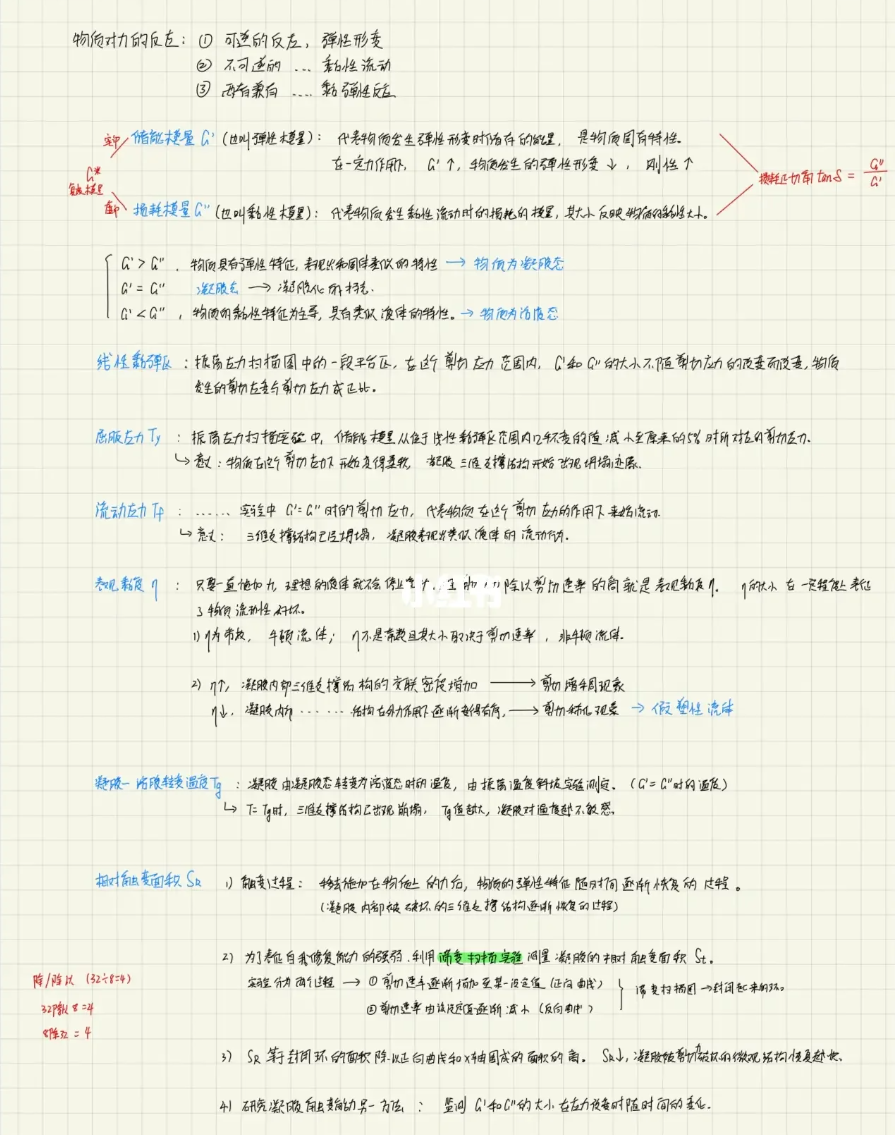 物质对力的反应：① 可逆的反应，弹性形变
② 不可逆的 … 黏性流动
③ 两者兼有 …. 黏弹性反应
实部 储能模量 G' (也叫弹性模量)： 代表物质发生弹性形变时储存的能量， 是物质固有特性。
在一定力作用下， G'↑，物质发生的弹性形变↓， 刚性↑
G*
复数模量
损耗正切角 tanδ = G''/G'
虚部 损耗模量 G'' (也叫黏性模量)：代表物质发生黏性流动时的损耗的模量，其大小反映物质的黏性大小。
G' > G''，物质具有弹性特征，表现出和固体类似的特性 → 物质为凝胶态
G' = G'' 凝胶点 → 凝胶化
G' < G''，物质的黏性特征为主导，具有类似液体的特性。→ 物质为溶液态
线性黏弹区：振荡应力扫描图中的一段平台区，在这个剪切应力范围内，G'和G''的大小不随剪切应力的改变而改变，物质
发生的剪切应变与剪切应力成正比。
屈服应力 Ty：振荡应力扫描实验中，储能模量从位于线性黏弹区范围内几乎不变的值减小至原来的5%时所对应的剪切应力。
↳ 意义：物质在这个剪切应力下开始变得柔软， 凝胶三维支撑结构开始出现坍塌迹象。
流动应力 Tf：…… 实验中 G'=G''时的剪切应力，代表物质在这个剪切应力的作用下开始流动。
↳ 意义： 三维支撑结构已经坍塌，凝胶表现出类似液体的流动行为。
表观黏度 η：只要一直施加力，理想的液体就不会停止 除以剪切速率的商就是表观黏度η。 η的大小在一定程度上表征
了物质流动性好坏。
1) η为常数， 牛顿流体； η不是常数且其大小取决于剪切速率，非牛顿流体。
2) η↑，凝胶内部三维支撑结构的交联密度增加 → 剪切增稠现象
η↓，凝胶内部 …… 结构在外力作用下逐渐变得有序，→ 剪切稀化现象 → 假塑性流体
凝胶—溶胶转变温度 Tg：凝胶由凝胶态转变为溶液态时的温度，由振荡温度斜坡实验测定。(G'=G''时的温度)
↳ T=Tg时，三维支撑结构已出现崩塌， Tg值越大，凝胶对温度越不敏感。
相对触变面积 SR 1) 触变过程： 移去施加在物质上的力后，物质的弹性特征随时间逐渐恢复的过程。
(凝胶内部被破坏的三维支撑结构逐渐恢复的过程)
2) 为了表征自我修复能力的强弱，利用滞变扫描实验测量凝胶的相对触变面积 St。
实验分为两个过程 → ① 剪切速率逐渐增加至某一设定值 (正向曲线)
② 剪切速率由该设定值逐渐减小 (反向曲线)
滞变扫描图 → 封闭起来的环。
除/除以 (32÷8=4)
32除以8=4
8除32=4
3) SR 等于封闭环的面积除以正向曲线和x轴围成的面积的商。 SR↓，凝胶被剪切力破坏的微观结构恢复越快。
4) 研究凝胶触变的另一方法： 监测 G'和G''的大小在应力改变时随时间的变化.
小红书